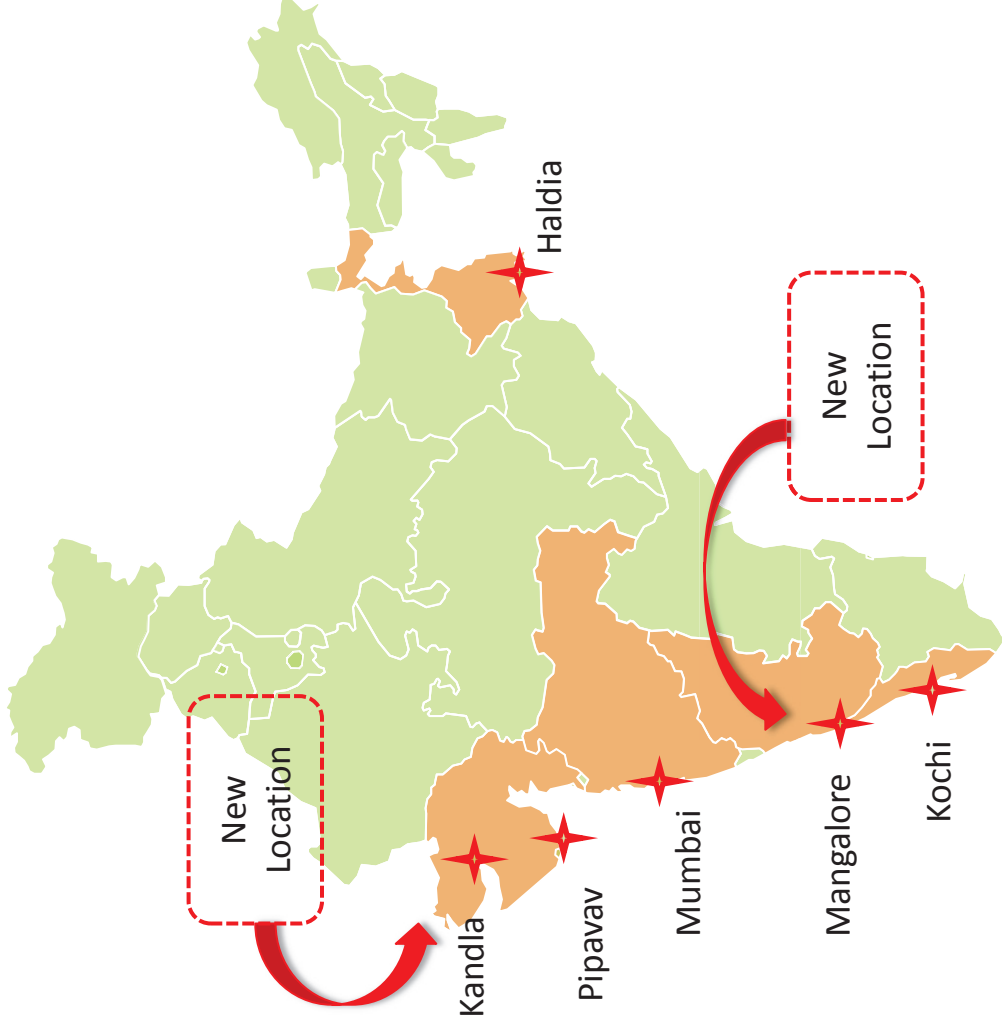 New
Location
Kandla
Pipavav
Mumbai
Mangalore
Kochi
Haldia
New
Location